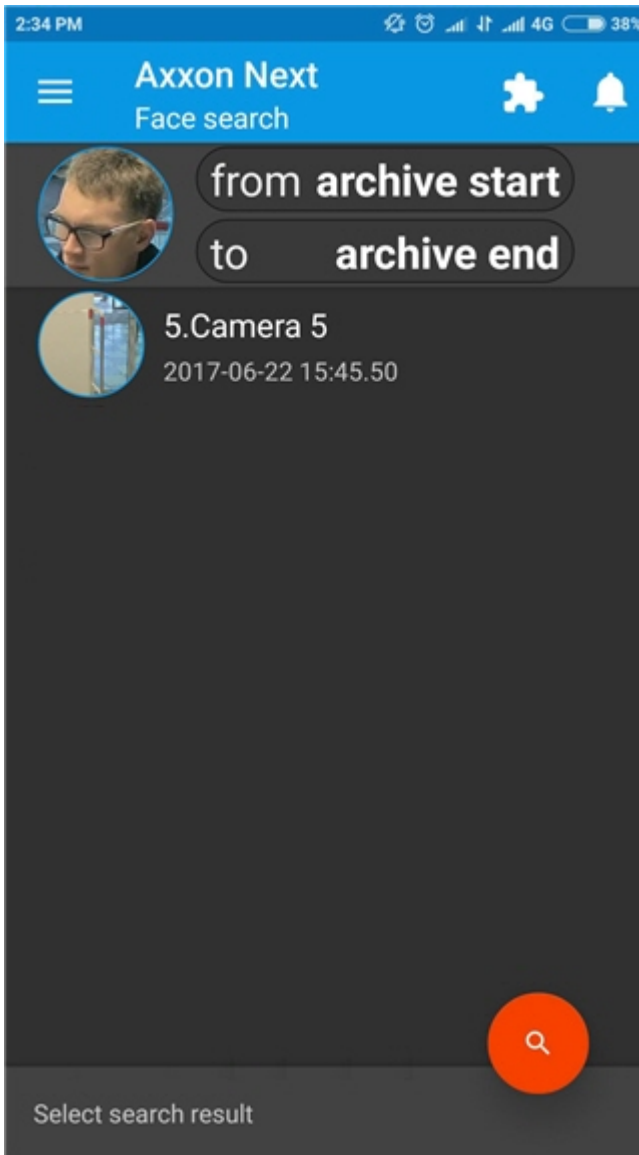 2:34 PM 4G 38%
Axxon Next
Face search
from archive start
to archive end
5.Camera 5
2017-06-22 15:45.50
Select search result